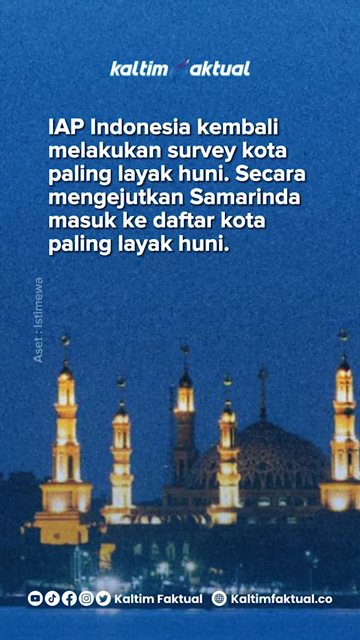 kaltim aktual
IAP Indonesia kembali
melakukan survey kota
paling layak huni. Secara
mengejutkan Samarinda
masuk ke daftar kota
paling layak huni.
Aset : Istimewa
Kaltim Faktual Kaltimfaktual.co